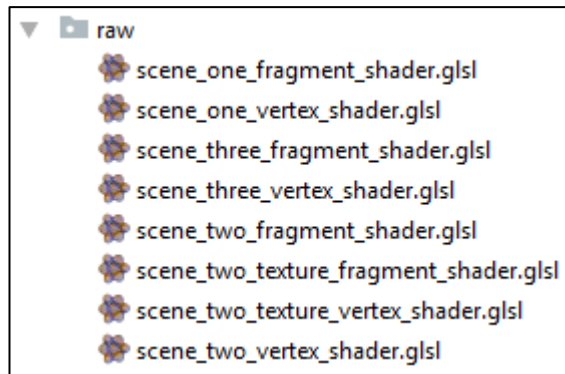 raw
scene_one_fragment_shader.glsl
scene_one_vertex_shader.glsl
scene_three_fragment_shader.glsl
scene_three_vertex_shader.glsl
scene_two_fragment_shader.glsl
scene_two_texture_fragment_shader.glsl
scene_two_texture_vertex_shader.glsl
scene_two_vertex_shader.glsl